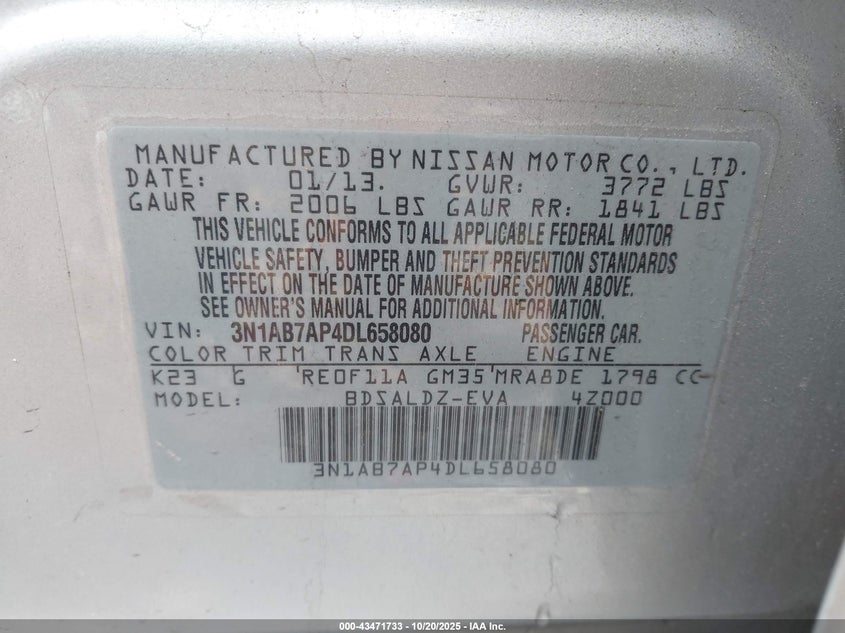 MANUFACTURED BY NISSAN MOTOR CO., LTD.
DATE: 01/13. GVWR: 3772 LBS
GAWR FR: 2006 LBS GAWR RR: 1841 LBS
THIS VEHICLE CONFORMS TO ALL APPLICABLE FEDERAL MOTOR
VEHICLE SAFETY, BUMPER AND THEFT PREVENTION STANDARDS
IN EFFECT ON THE DATE OF MANUFACTURE SHOWN ABOVE.
SEE OWNER'S MANUAL FOR ADDITIONAL INFORMATION.
VIN: 3N1AB7AP4DL658080 PASSENGER CAR.
COLOR TRIM TRANS AXLE ENGINE
K23 G RE0F11A GM35 MRA8DE 1798 CC
MODEL: BDSALDZ-EVA 4Z000
3N1AB7AP4DL658080
000-43471733 - 10/20/2025 - IAA Inc.